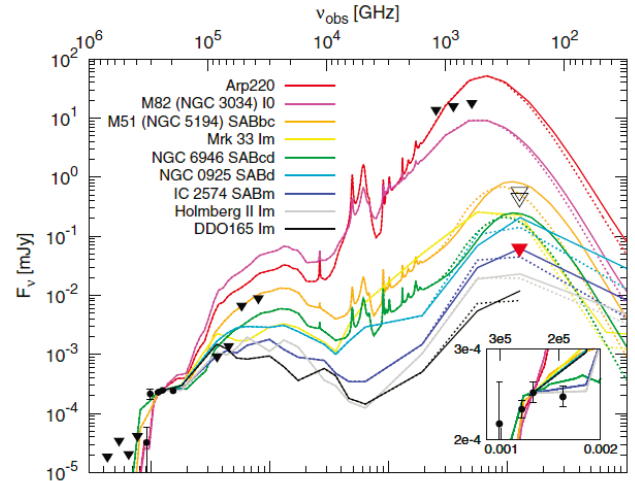 ν_obs [GHz]
10^6 10^5 10^4 10^3 10^2
10^2
10^1
10^0
10^-1
10^-2
10^-3
10^-4
10^-5
F_ν [mJy]
Arp220
M82 (NGC 3034) I0
M51 (NGC 5194) SABbc
Mrk 33 Im
NGC 6946 SABcd
NGC 0925 SABd
IC 2574 SABm
Holmberg II Im
DDO165 Im
3e5 2e5
3e-4
2e-4
0.001 0.002